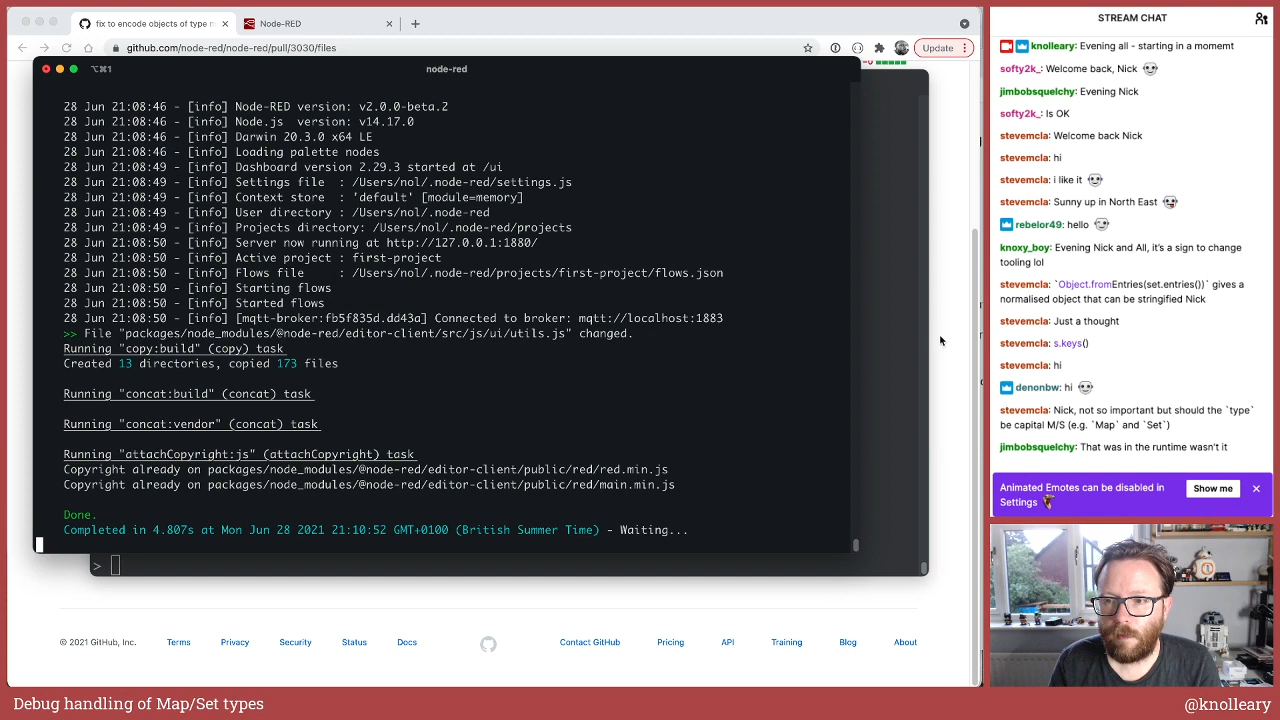 fix to encode objects of type m
Node-RED
github.com/node-red/node-red/pull/3030/files
Update
⌥⌘1
node-red
28 Jun 21:08:46 - [info] Node-RED version: v2.0.0-beta.2
28 Jun 21:08:46 - [info] Node.js  version: v14.17.0
28 Jun 21:08:46 - [info] Darwin 20.3.0 x64 LE
28 Jun 21:08:46 - [info] Loading palette nodes
28 Jun 21:08:49 - [info] Dashboard version 2.29.3 started at /ui
28 Jun 21:08:49 - [info] Settings file  : /Users/nol/.node-red/settings.js
28 Jun 21:08:49 - [info] Context store  : 'default' [module=memory]
28 Jun 21:08:50 - [info] User directory : /Users/nol/.node-red
28 Jun 21:08:49 - [info] Projects directory: /Users/nol/.node-red/projects
28 Jun 21:08:50 - [info] Server now running at http://127.0.0.1:1880/
28 Jun 21:08:50 - [info] Active project : first-project
28 Jun 21:08:50 - [info] Flows file     : /Users/nol/.node-red/projects/first-project/flows.json
28 Jun 21:08:50 - [info] Starting flows
28 Jun 21:08:50 - [info] Started flows
28 Jun 21:08:50 - [info] [mqtt-broker:fb5f835d.dd43a] Connected to broker: mqtt://localhost:1883
>> File "packages/node_modules/@node-red/editor-client/src/js/ui/utils.js" changed.
Running "copy:build" (copy) task
Created 13 directories, copied 173 files
Running "concat:build" (concat) task
Running "concat:vendor" (concat) task
Running "attachCopyright:js" (attachCopyright) task
Copyright already on packages/node_modules/@node-red/editor-client/public/red/red.min.js
Copyright already on packages/node_modules/@node-red/editor-client/public/red/main.min.js
Done.
Completed in 4.807s at Mon Jun 28 2021 21:10:52 GMT+0100 (British Summer Time) - Waiting...
>
© 2021 GitHub, Inc.
Terms
Privacy
Security
Status
Docs
Contact GitHub
Pricing
API
Training
Blog
About
STREAM CHAT
knolleary: Evening all - starting in a momemt
softy2k_: Welcome back, Nick
jimbobsquelchy: Evening Nick
softy2k_: Is OK
stevemcla: Welcome back Nick
stevemcla: hi
stevemcla: i like it
stevemcla: Sunny up in North East
rebelor49: hello
knoxy_boy: Evening Nick and All, it's a sign to change
tooling lol
stevemcla: `Object.fromEntries(set.entries())` gives a
normalised object that can be stringified Nick
stevemcla: Just a thought
stevemcla: s.keys()
stevemcla: hi
denonbw: hi
stevemcla: Nick, not so important but should the `type`
be capital M/S (e.g. `Map` and `Set`)
jimbobsquelchy: That was in the runtime wasn't it
Animated Emotes can be disabled in
Settings
Show me
Debug handling of Map/Set types
@knolleary